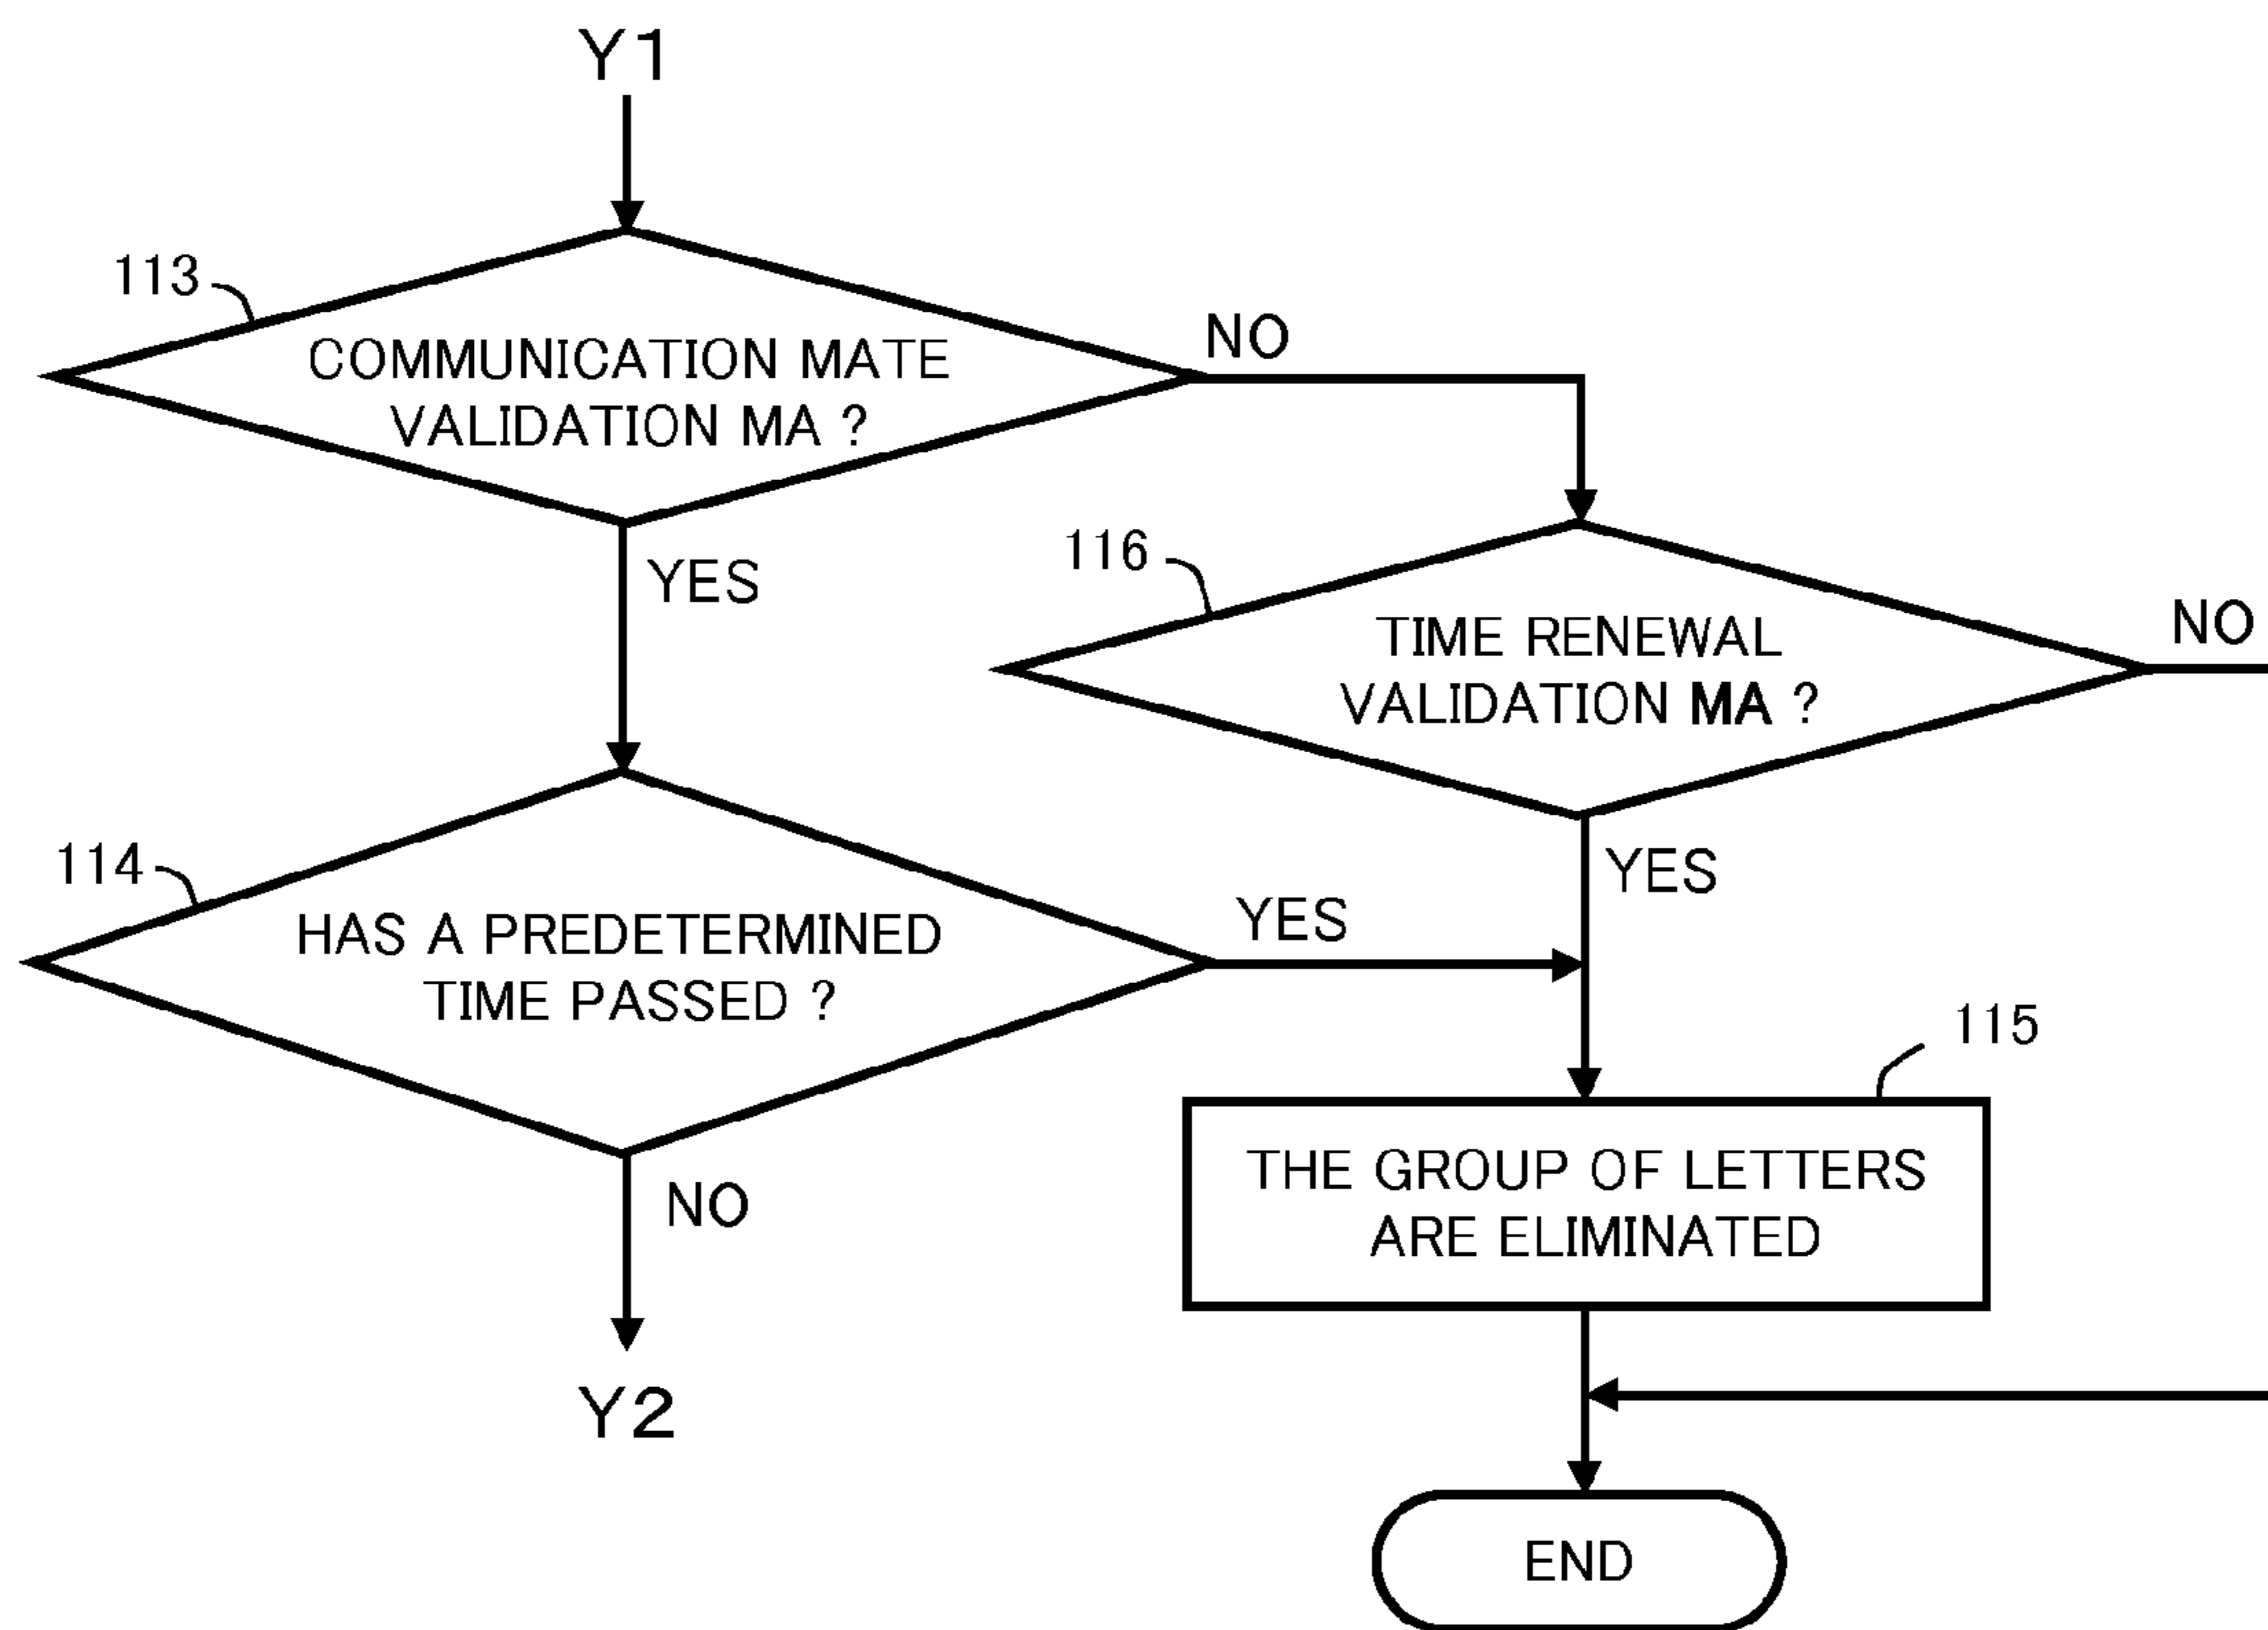 Y1
113
COMMUNICATION MATE
VALIDATION MA ?
NO
YES
116
TIME RENEWAL
VALIDATION MA ?
NO
YES
114
HAS A PREDETERMINED
TIME PASSED ?
YES
NO
115
THE GROUP OF LETTERS
ARE ELIMINATED
Y2
END